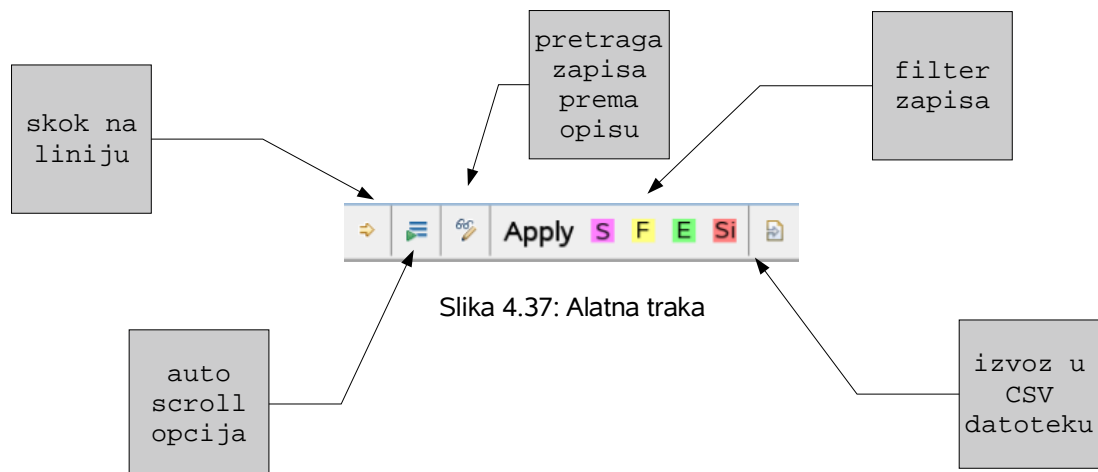 pretraga
zapisa
prema
opisu
filter
zapisa
skok na
liniju
Apply S F E Si
Slika 4.37: Alatna traka
auto
scroll
opcija
izvoz u
CSV
datoteku